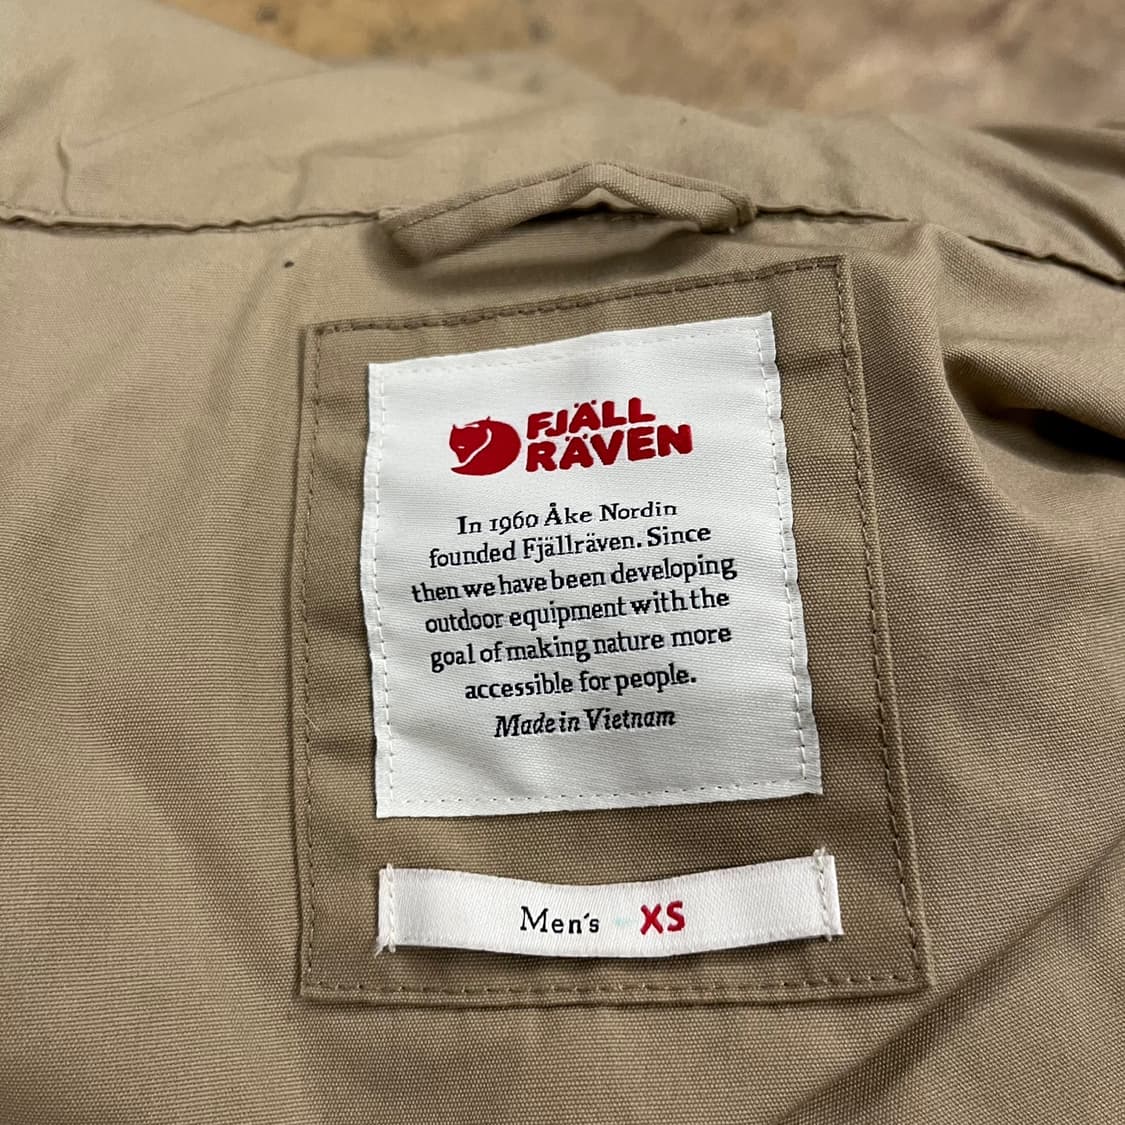 FJÄLL
RÄVEN
In 1960 Åke Nordin
founded Fjällräven. Since
then we have been developing
outdoor equipment with the
goal of making nature more
accessible for people.
Made in Vietnam
Men's XS